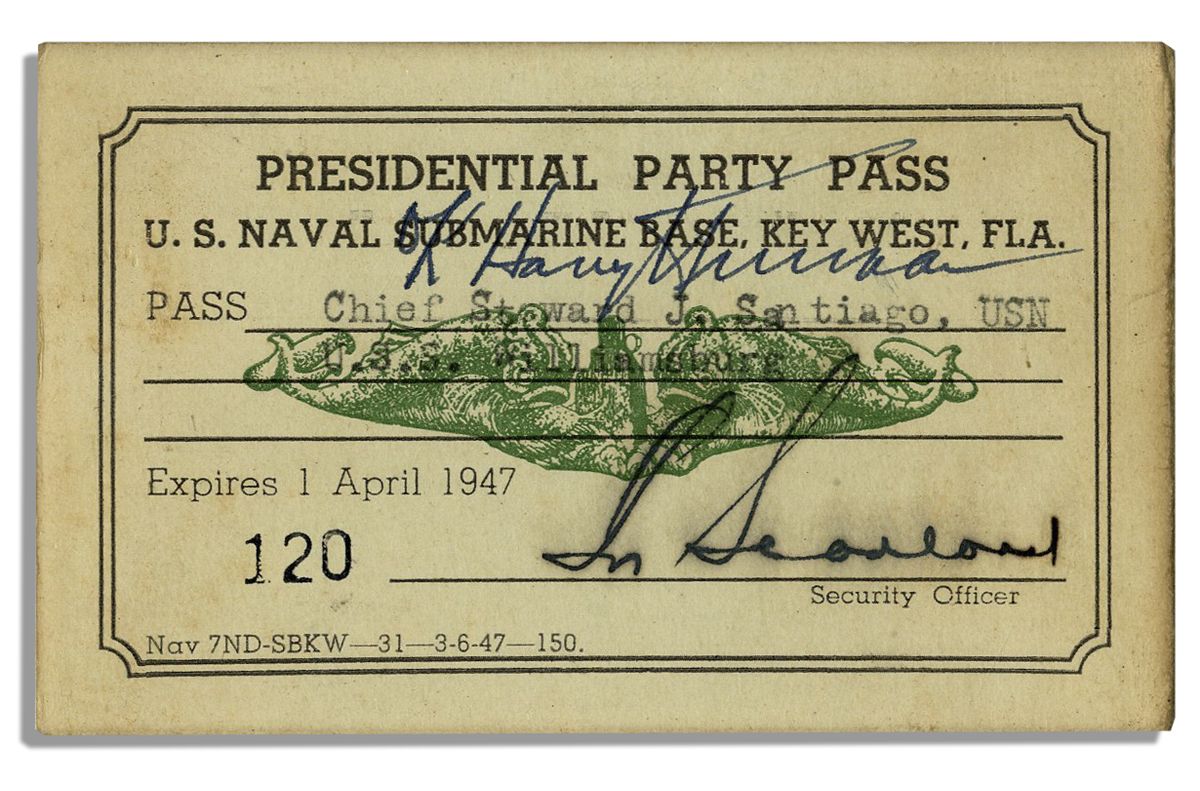 PRESIDENTIAL PARTY PASS
U. S. NAVAL SUBMARINE BASE, KEY WEST, FLA.
OK Harry Truman
PASS Chief Steward J. Santiago, USN
U.S.S. Williamsburg
Expires 1 April 1947
120
Security Officer
Nav 7ND-SBKW—31—3-6-47—150.